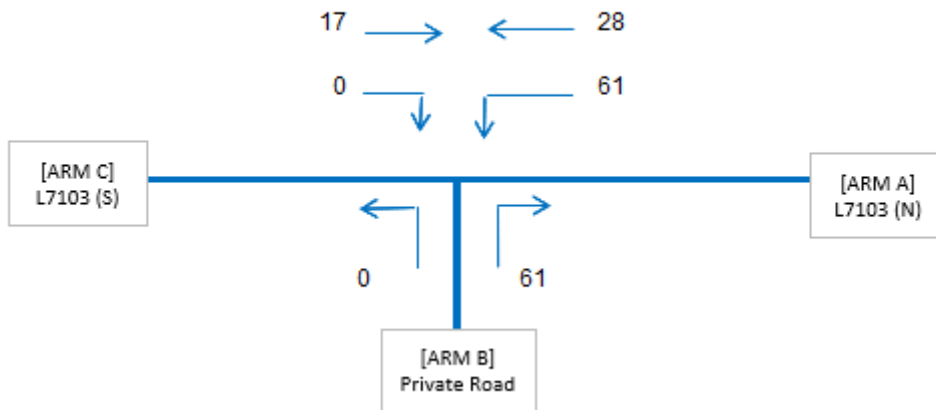 17
28
0
61
[ARM C]
L7103 (S)
[ARM A]
L7103 (N)
0
61
[ARM B]
Private Road